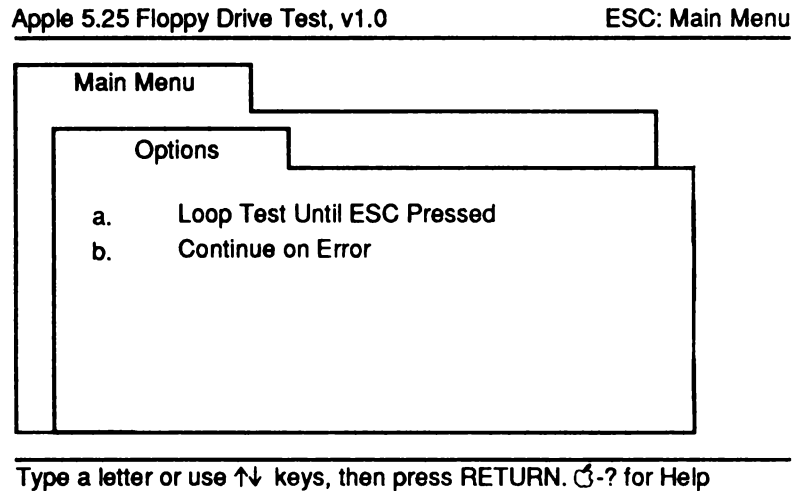 Apple 5.25 Floppy Drive Test, v1.0 ESC: Main Menu
Main Menu
Options
a. Loop Test Until ESC Pressed
b. Continue on Error
Type a letter or use ↑↓ keys, then press RETURN. -? for Help